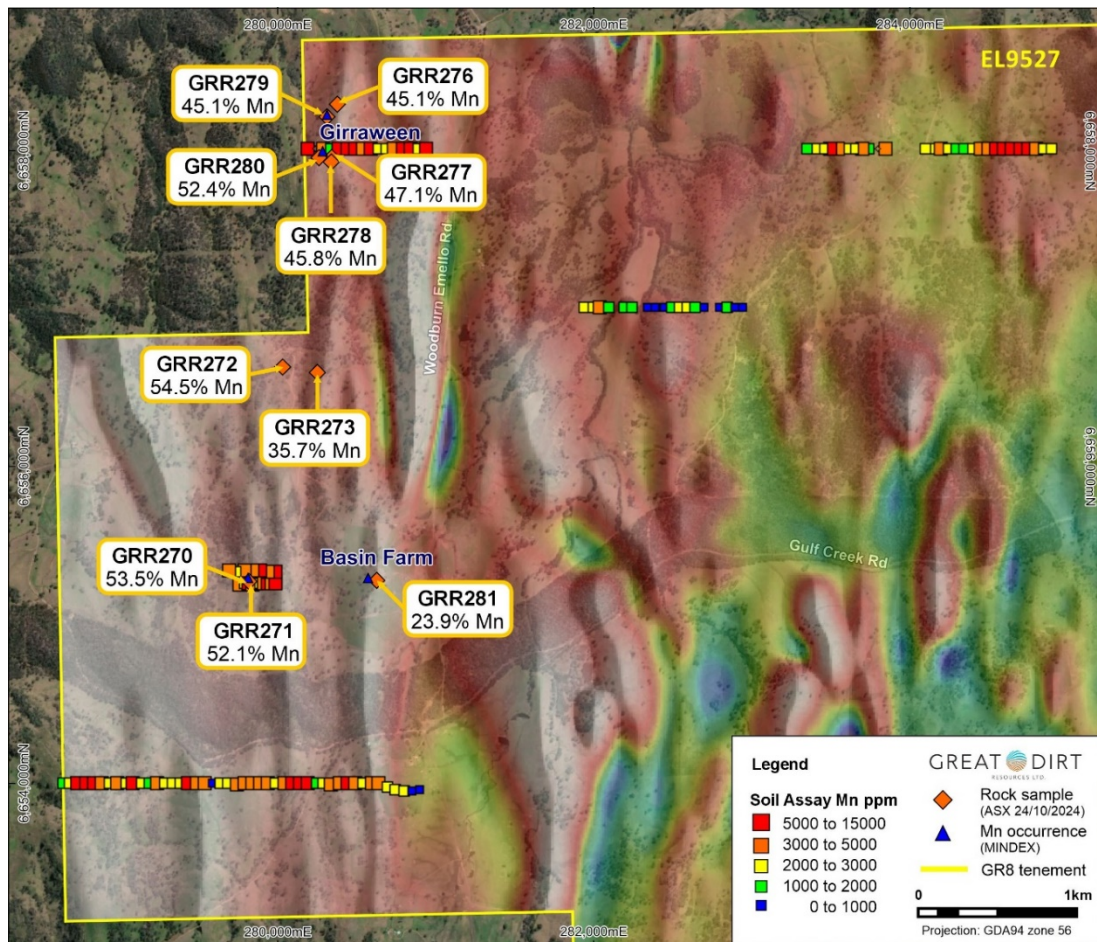 280,000mE
282,000mE
284,000mE
EL9527
GRR279
45.1% Mn
GRR276
45.1% Mn
Girraween
6,658,000mN
6,658,000mN
GRR280
52.4% Mn
GRR277
47.1% Mn
GRR278
45.8% Mn
Woodburn Emello Rd
GRR272
54.5% Mn
GRR273
35.7% Mn
6,656,000mN
6,656,000mN
GRR270
53.5% Mn
Basin Farm
Gulf Creek Rd
GRR281
23.9% Mn
GRR271
52.1% Mn
6,654,000mN
Legend
Soil Assay Mn ppm
5000 to 15000
3000 to 5000
2000 to 3000
1000 to 2000
0 to 1000
GREAT DIRT
RESOURCES LTD.
Rock sample
(ASX 24/10/2024)
Mn occurrence
(MINDEX)
GR8 tenement
0 1km
Projection: GDA94 zone 56
280,000mE
282,000mE